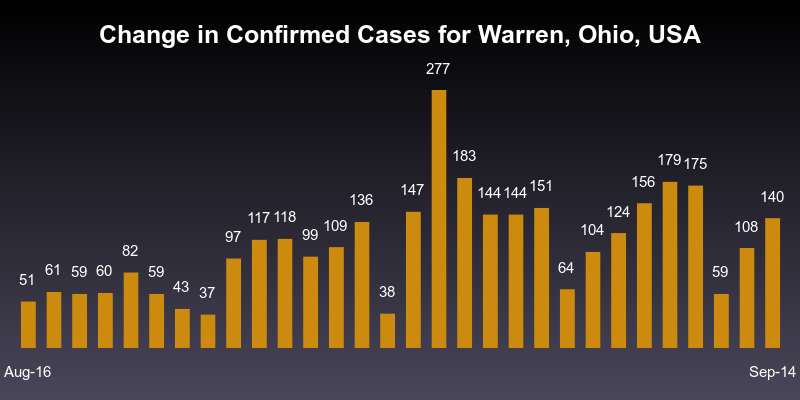 Change in Confirmed Cases for Warren, Ohio, USA
51 61 59 60 82 59 43 37 97 117 118 99 109 136 38 147 277 183 144 144 151 64 104 124 156 179 175 59 108 140
Aug-16 Sep-14